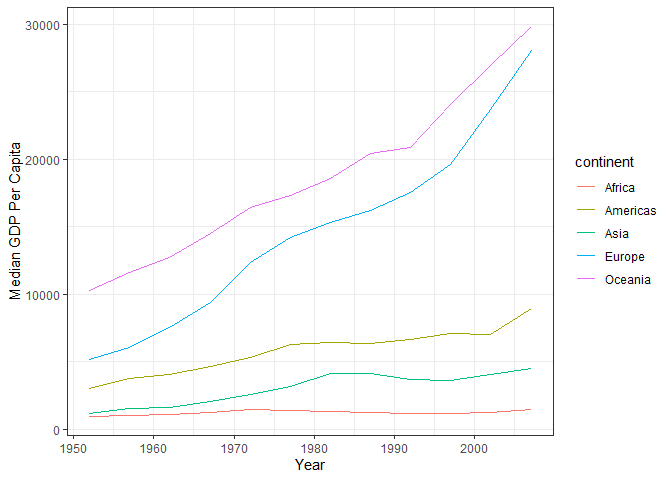 30000
20000
10000
0
Median GDP Per Capita
1950 1960 1970 1980 1990 2000
Year
continent
Africa
Americas
Asia
Europe
Oceania